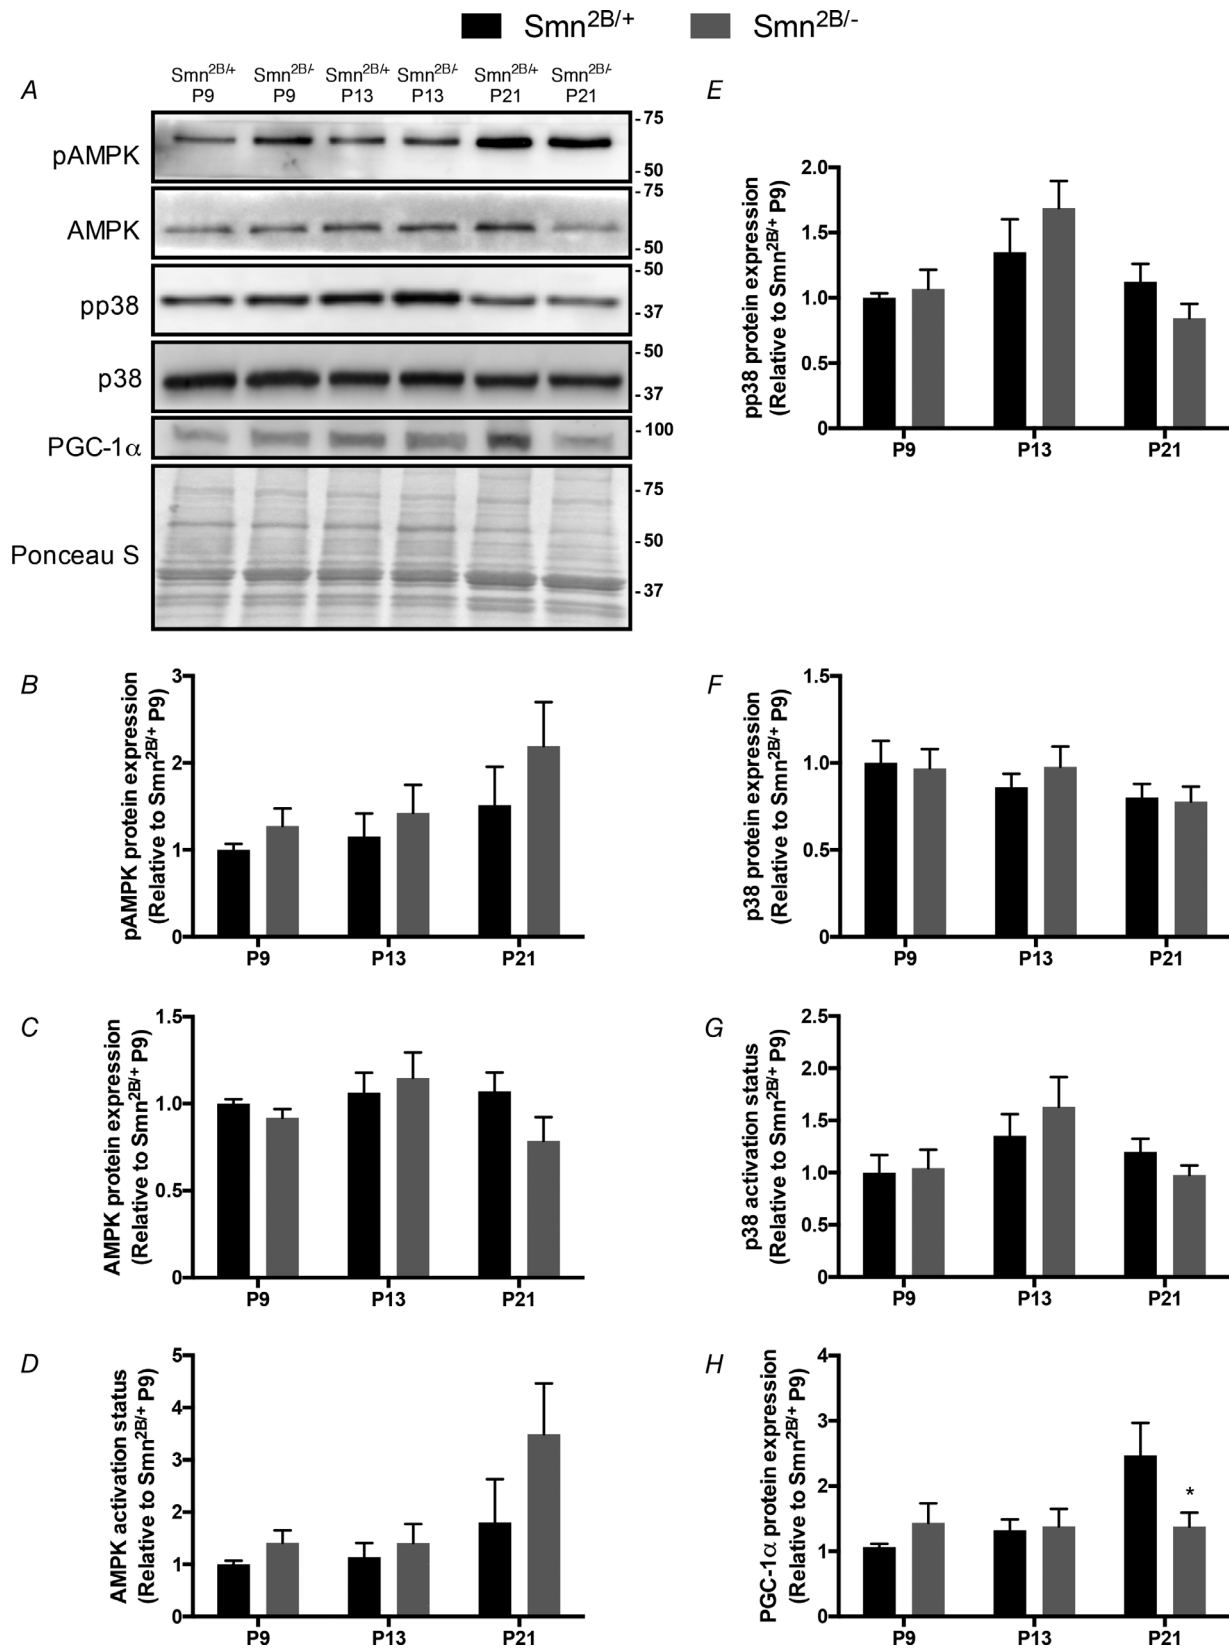 Smn2B/+ Smn2B/-
A
Smn2B/+ Smn2B/- Smn2B/+ Smn2B/- Smn2B/+ Smn2B/-
P9 P9 P13 P13 P21 P21
pAMPK
- 75
- 50
AMPK
- 75
- 50
pp38
- 50
- 37
p38
- 50
- 37
PGC-1α
- 100
Ponceau S
- 75
- 50
- 37
E
pp38 protein expression
(Relative to Smn2B/+ P9)
2.0
1.5
1.0
0.5
0
P9 P13 P21
B
pAMPK protein expression
(Relative to Smn2B/+ P9)
3
2
1
0
P9 P13 P21
F
p38 protein expression
(Relative to Smn2B/+ P9)
1.5
1.0
0.5
0
P9 P13 P21
C
AMPK protein expression
(Relative to Smn2B/+ P9)
1.5
1.0
0.5
0
P9 P13 P21
G
p38 activation status
(Relative to Smn2B/+ P9)
2.5
2.0
1.5
1.0
0.5
0
P9 P13 P21
D
AMPK activation status
(Relative to Smn2B/+ P9)
5
4
3
2
1
0
P9 P13 P21
H
PGC-1α protein expression
(Relative to Smn2B/+ P9)
4
3
2
1
0
*
P9 P13 P21